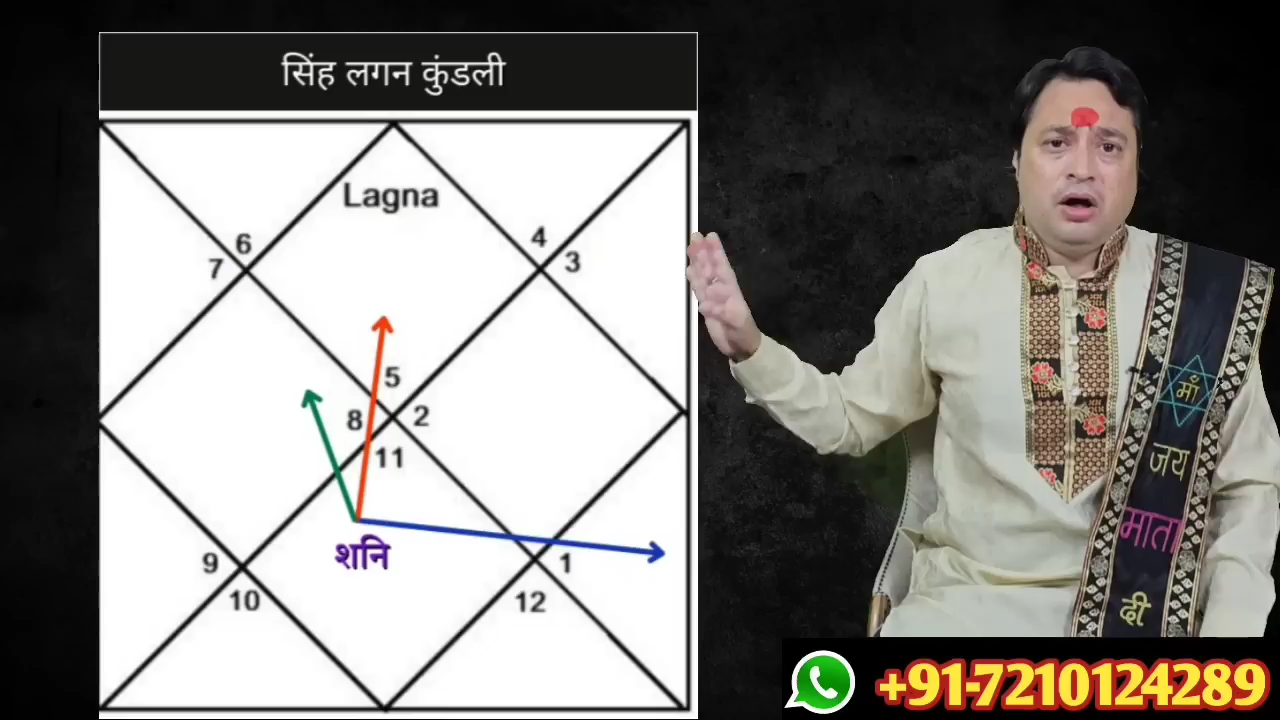 सिंह लगन कुंडली
Lagna
6
4
7
3
5
8
2
11
शनि
9
1
10
12
माँ
जय
माता
दी
+91-7210124289